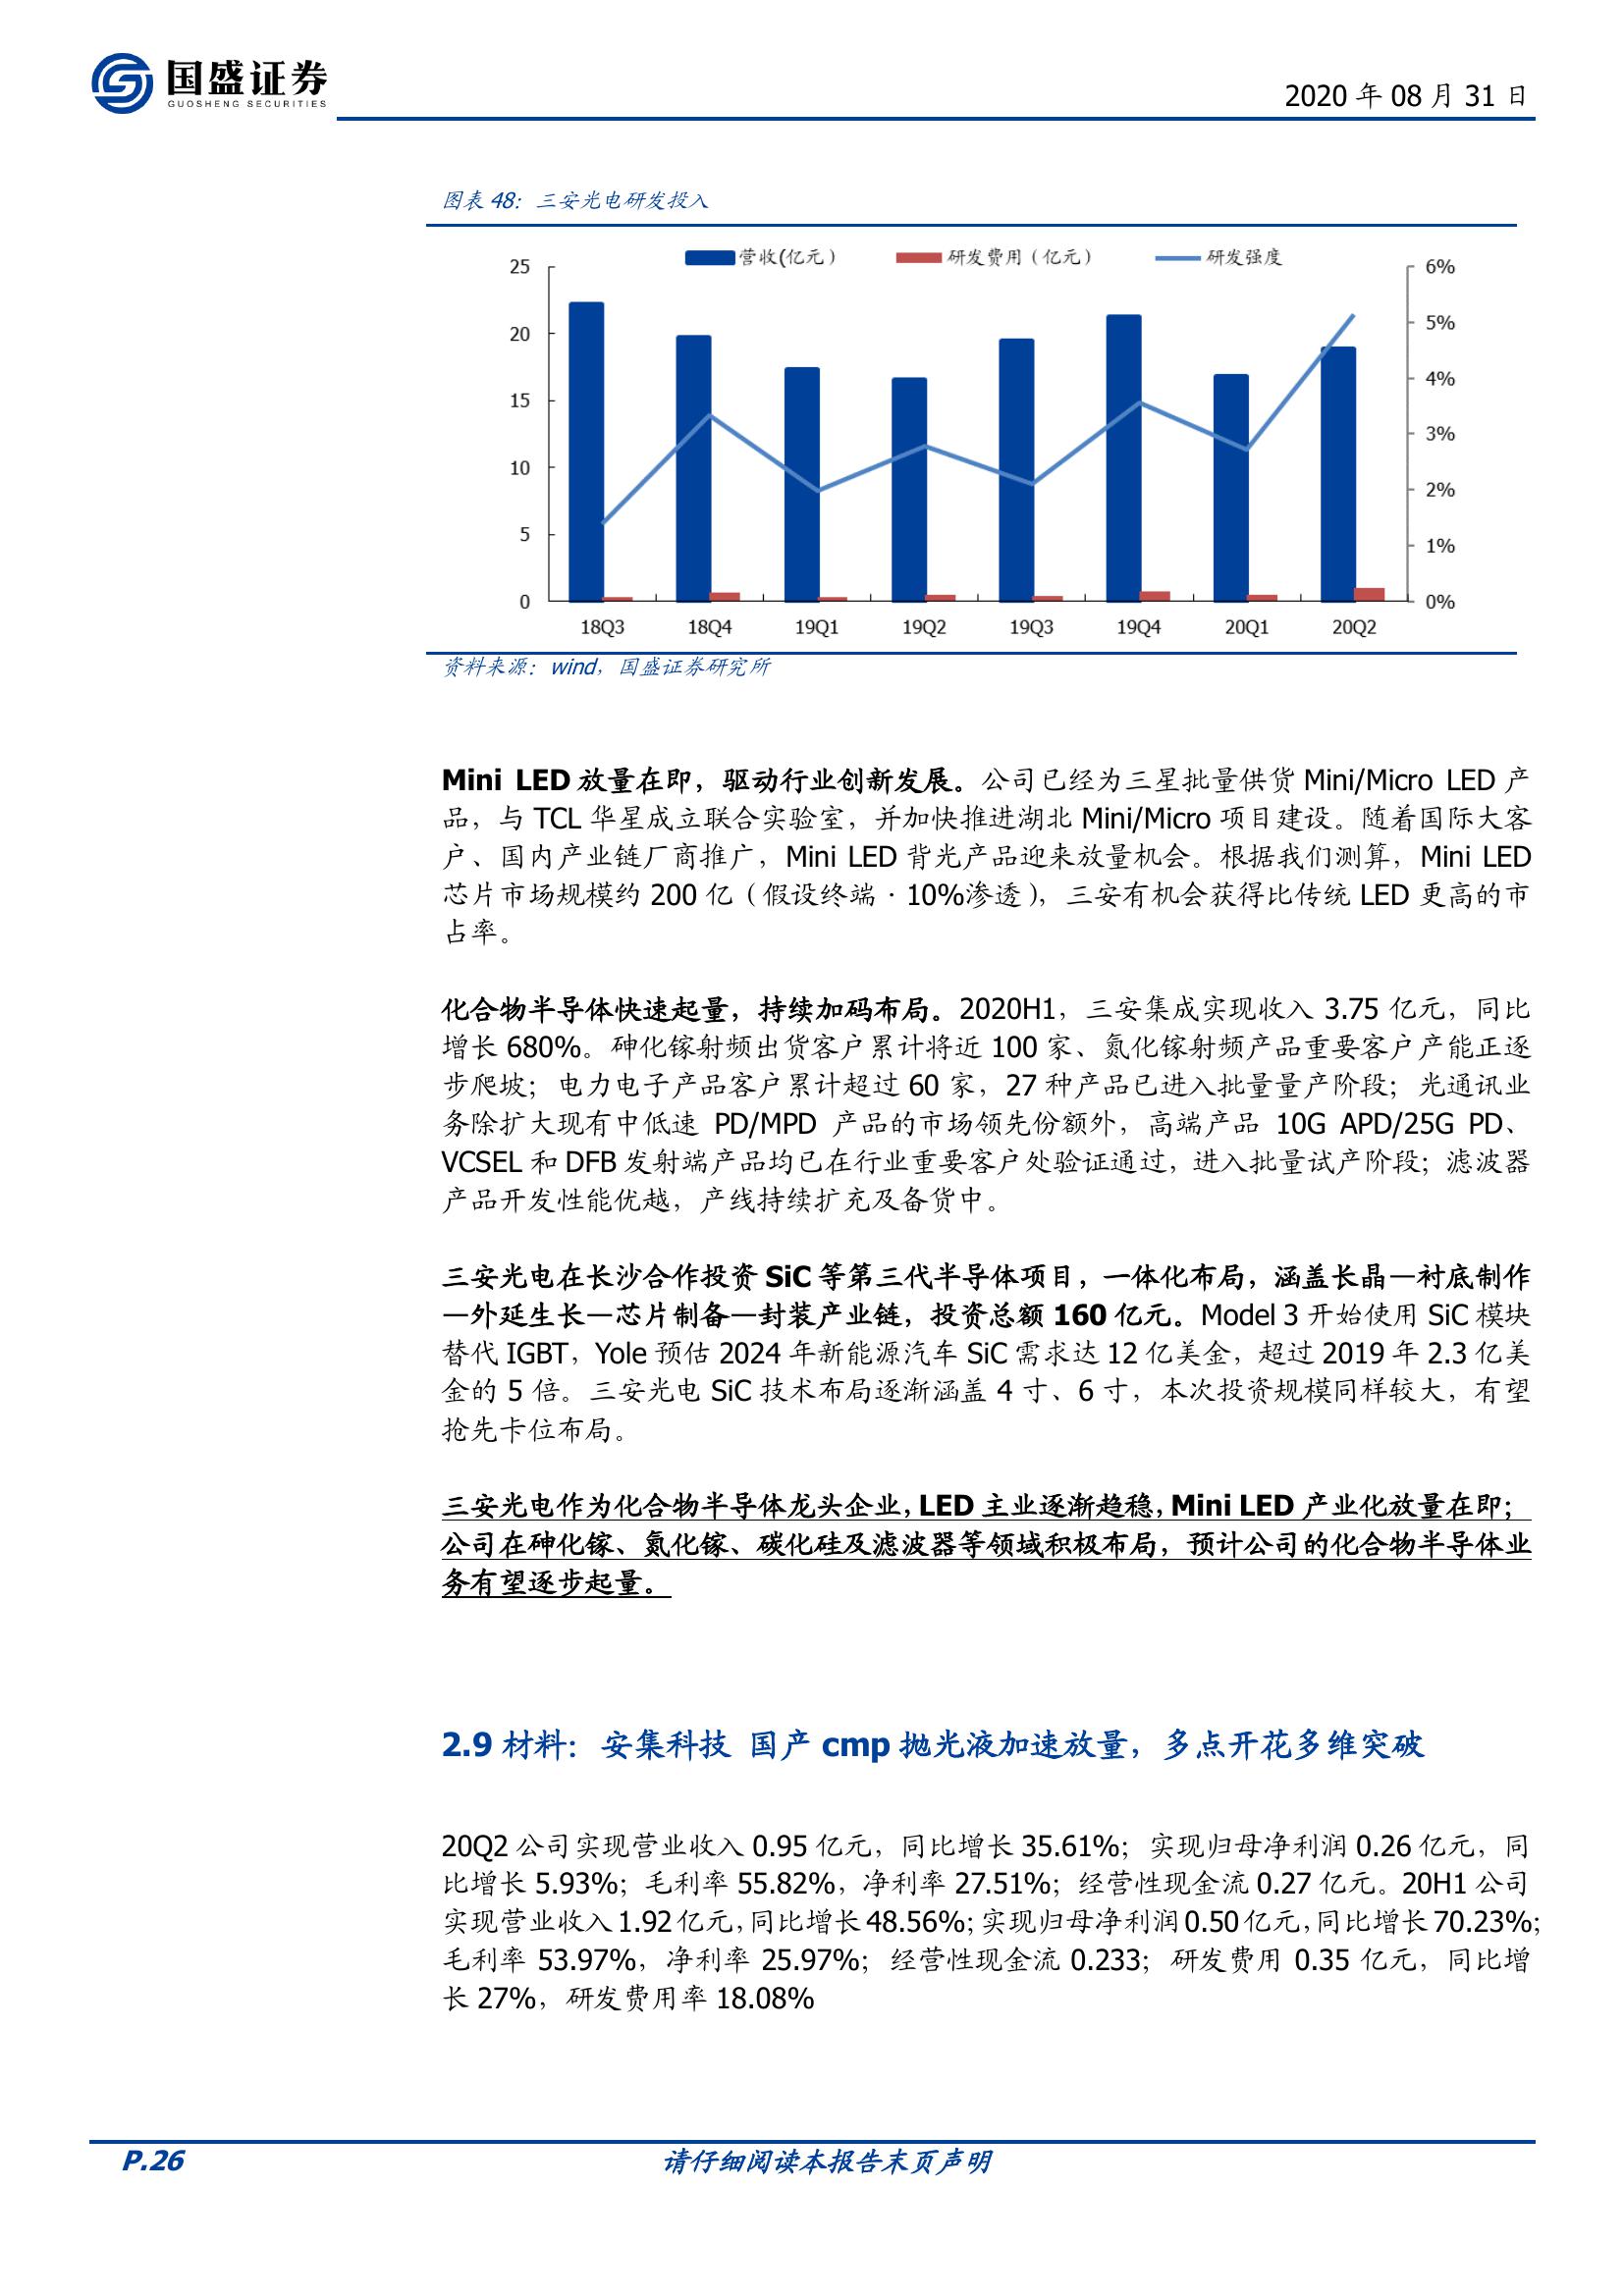 国盛证券
GUOSHENG SECURITIES
2020 年 08 月 31 日
图表 48：三安光电研发投入
营收(亿元） 研发费用（亿元） 研发强度
25 6%
20 5%
15 4%
10 3%
5 2%
0 1%
0%
18Q3 18Q4 19Q1 19Q2 19Q3 19Q4 20Q1 20Q2
资料来源：wind，国盛证券研究所
Mini LED 放量在即，驱动行业创新发展。公司已经为三星批量供货 Mini/Micro LED 产
品，与 TCL 华星成立联合实验室，并加快推进湖北 Mini/Micro 项目建设。随着国际大客
户、国内产业链厂商推广，Mini LED 背光产品迎来放量机会。根据我们测算，Mini LED
芯片市场规模约 200 亿（假设终端 · 10%渗透），三安有机会获得比传统 LED 更高的市
占率。
化合物半导体快速起量，持续加码布局。2020H1，三安集成实现收入 3.75 亿元，同比
增长 680%。砷化镓射频出货客户累计将近 100 家、氮化镓射频产品重要客户产能正逐
步爬坡；电力电子产品客户累计超过 60 家，27 种产品已进入批量量产阶段；光通讯业
务除扩大现有中低速 PD/MPD 产品的市场领先份额外，高端产品 10G APD/25G PD、
VCSEL 和 DFB 发射端产品均已在行业重要客户处验证通过，进入批量试产阶段；滤波器
产品开发性能优越，产线持续扩充及备货中。
三安光电在长沙合作投资 SiC 等第三代半导体项目，一体化布局，涵盖长晶—衬底制作
—外延生长—芯片制备—封装产业链，投资总额 160 亿元。Model 3 开始使用 SiC 模块
替代 IGBT，Yole 预估 2024 年新能源汽车 SiC 需求达 12 亿美金，超过 2019 年 2.3 亿美
金的 5 倍。三安光电 SiC 技术布局逐渐涵盖 4 寸、6 寸，本次投资规模同样较大，有望
抢先卡位布局。
三安光电作为化合物半导体龙头企业，LED 主业逐渐趋稳，Mini LED 产业化放量在即；
公司在砷化镓、氮化镓、碳化硅及滤波器等领域积极布局，预计公司的化合物半导体业
务有望逐步起量。
2.9 材料：安集科技 国产 cmp 抛光液加速放量，多点开花多维突破
20Q2 公司实现营业收入 0.95 亿元，同比增长 35.61%；实现归母净利润 0.26 亿元，同
比增长 5.93%；毛利率 55.82%，净利率 27.51%；经营性现金流 0.27 亿元。20H1 公司
实现营业收入 1.92 亿元，同比增长 48.56%；实现归母净利润 0.50 亿元，同比增长 70.23%；
毛利率 53.97%，净利率 25.97%；经营性现金流 0.233；研发费用 0.35 亿元，同比增
长 27%，研发费用率 18.08%
P.26 请仔细阅读本报告末页声明